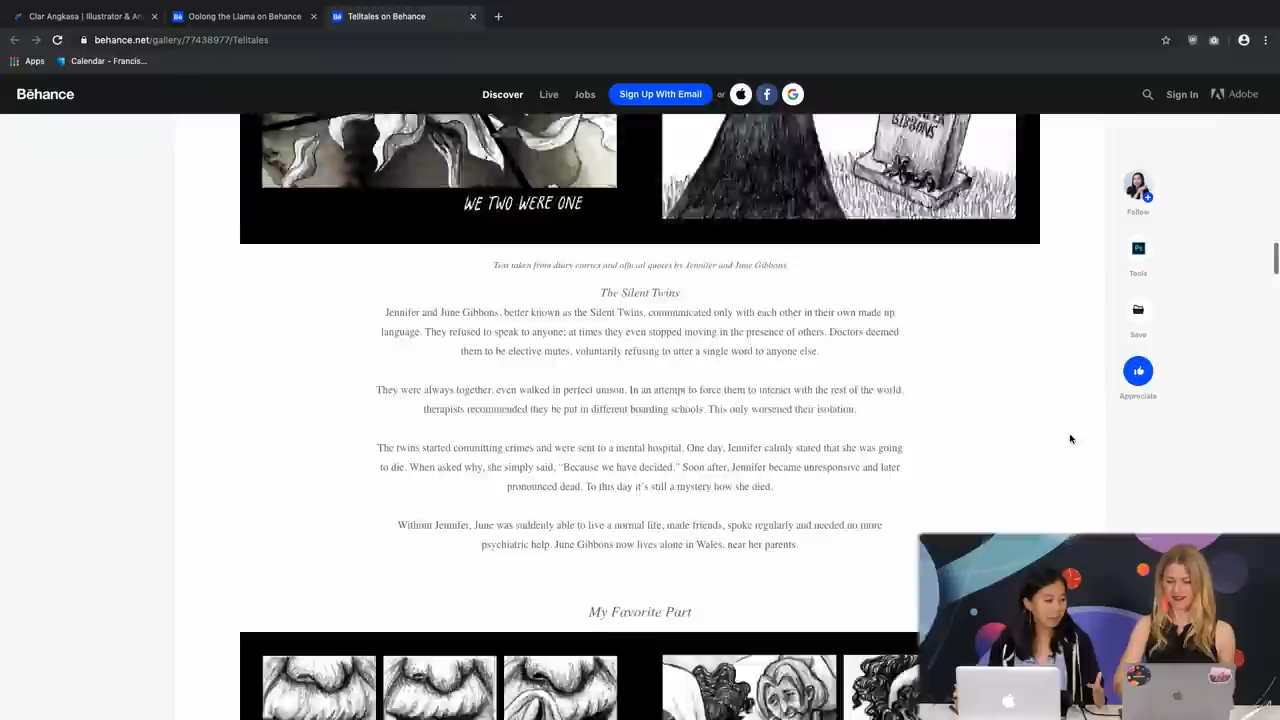 Clar Angkasa | Illustrator & An
Oolong the Llama on Behance
Telltales on Behance
behance.net/gallery/77438977/Telltales
Apps
Calendar - Francis...
Bēhance
Discover
Live
Jobs
Sign Up With Email
or
Sign In
Adobe
GIBBONS
WE TWO WERE ONE
Follow
Ps
Tools
Save
Appreciate
Text taken from diary entries and official quotes by Jennifer and June Gibbons
The Silent Twins
Jennifer and June Gibbons, better known as the Silent Twins, communicated only with each other in their own made up
language. They refused to speak to anyone; at times they even stopped moving in the presence of others. Doctors deemed
them to be elective mutes, voluntarily refusing to utter a single word to anyone else.
They were always together, even walked in perfect unison. In an attempt to force them to interact with the rest of the world,
therapists recommended they be put in different boarding schools. This only worsened their isolation.
The twins started committing crimes and were sent to a mental hospital. One day, Jennifer calmly stated that she was going
to die. When asked why, she simply said, “Because we have decided.” Soon after, Jennifer became unresponsive and later
pronounced dead. To this day it’s still a mystery how she died.
Without Jennifer, June was suddenly able to live a normal life, made friends, spoke regularly and needed no more
psychiatric help. June Gibbons now lives alone in Wales, near her parents
My Favorite Part